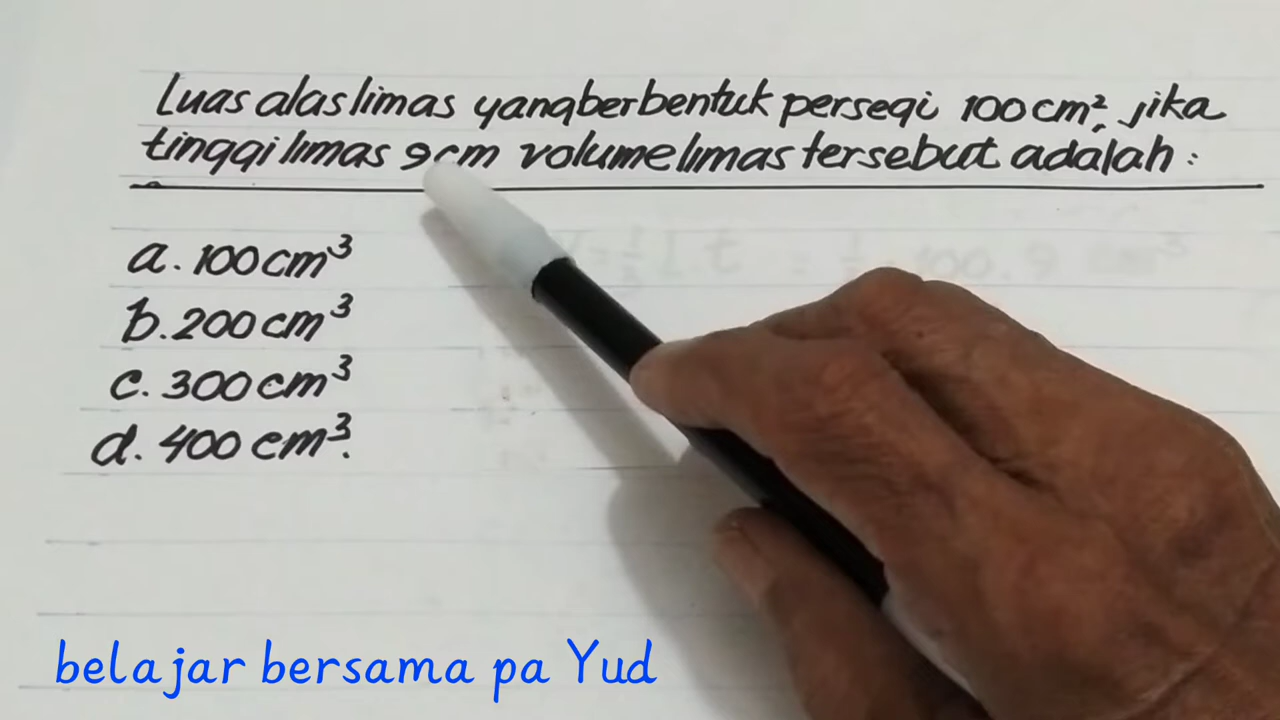 Luas alas limas yang berbentuk persegi 100 cm², jika
tinggi limas 9 cm volume limas tersebut adalah :
a. 100 cm³
b. 200 cm³
c. 300 cm³
d. 400 cm³.
belajar bersama pa Yud